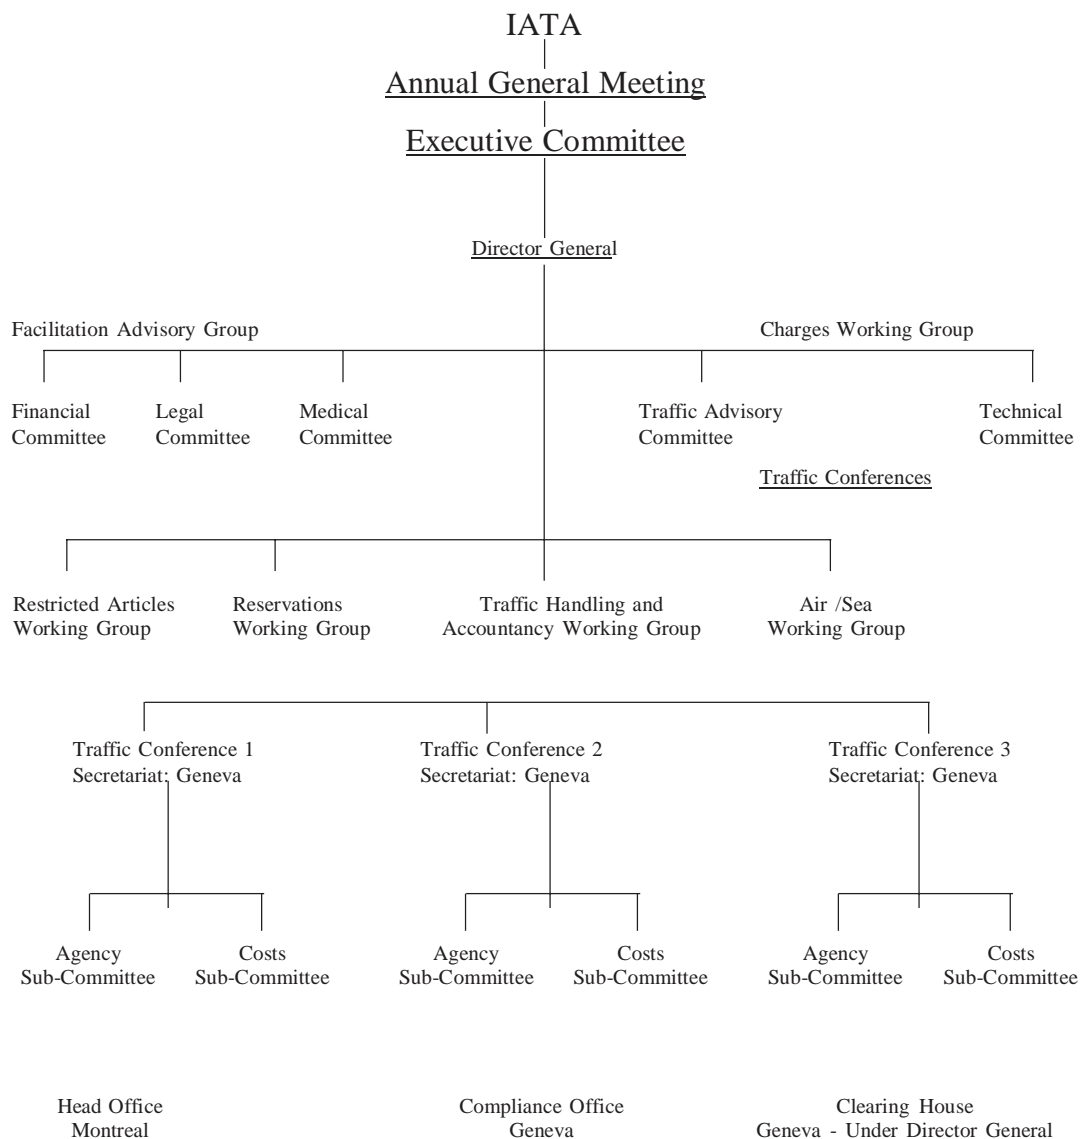 IATA
Annual General Meeting
Executive Committee
Director General
Facilitation Advisory Group
Charges Working Group
Financial
Committee
Legal
Committee
Medical
Committee
Traffic Advisory
Committee
Technical
Committee
Traffic Conferences
Restricted Articles
Working Group
Reservations
Working Group
Traffic Handling and
Accountancy Working Group
Air /Sea
Working Group
Traffic Conference 1
Secretariat: Geneva
Traffic Conference 2
Secretariat: Geneva
Traffic Conference 3
Secretariat: Geneva
Agency
Sub-Committee
Costs
Sub-Committee
Agency
Sub-Committee
Costs
Sub-Committee
Agency
Sub-Committee
Costs
Sub-Committee
Head Office
Montreal
Compliance Office
Geneva
Clearing House
Geneva - Under Director General